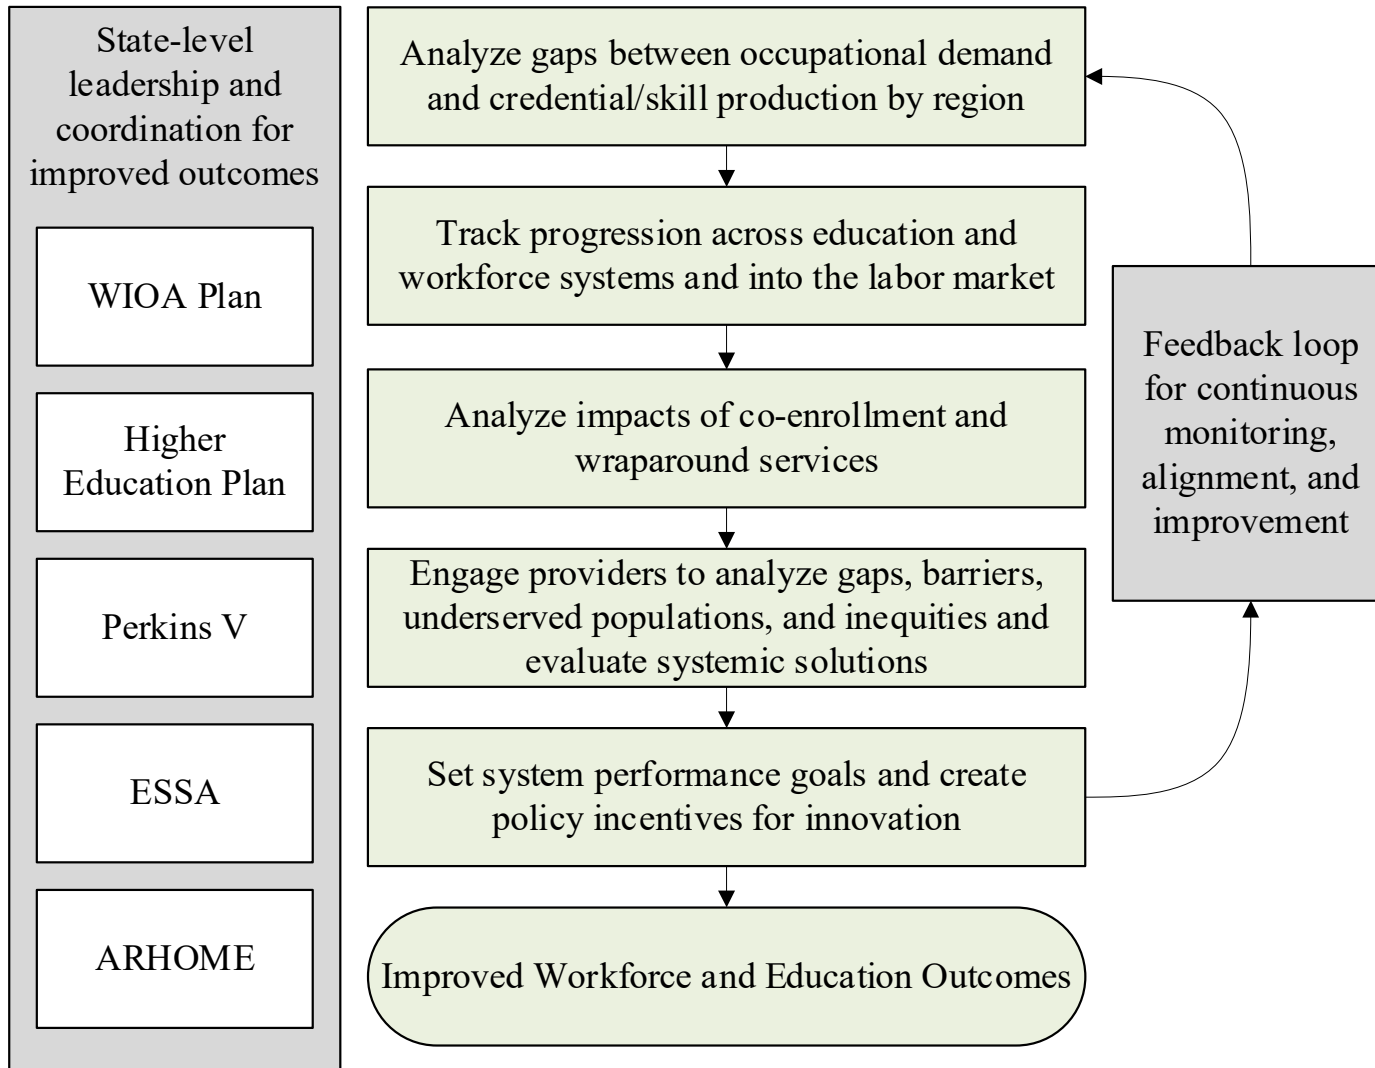 State-level
leadership and
coordination for
improved outcomes
WIOA Plan
Higher
Education Plan
Perkins V
ESSA
ARHOME
Analyze gaps between occupational demand
and credential/skill production by region
Track progression across education and
workforce systems and into the labor market
Analyze impacts of co-enrollment and
wraparound services
Engage providers to analyze gaps, barriers,
underserved populations, and inequities and
evaluate systemic solutions
Set system performance goals and create
policy incentives for innovation
Improved Workforce and Education Outcomes
Feedback loop
for continuous
monitoring,
alignment, and
improvement